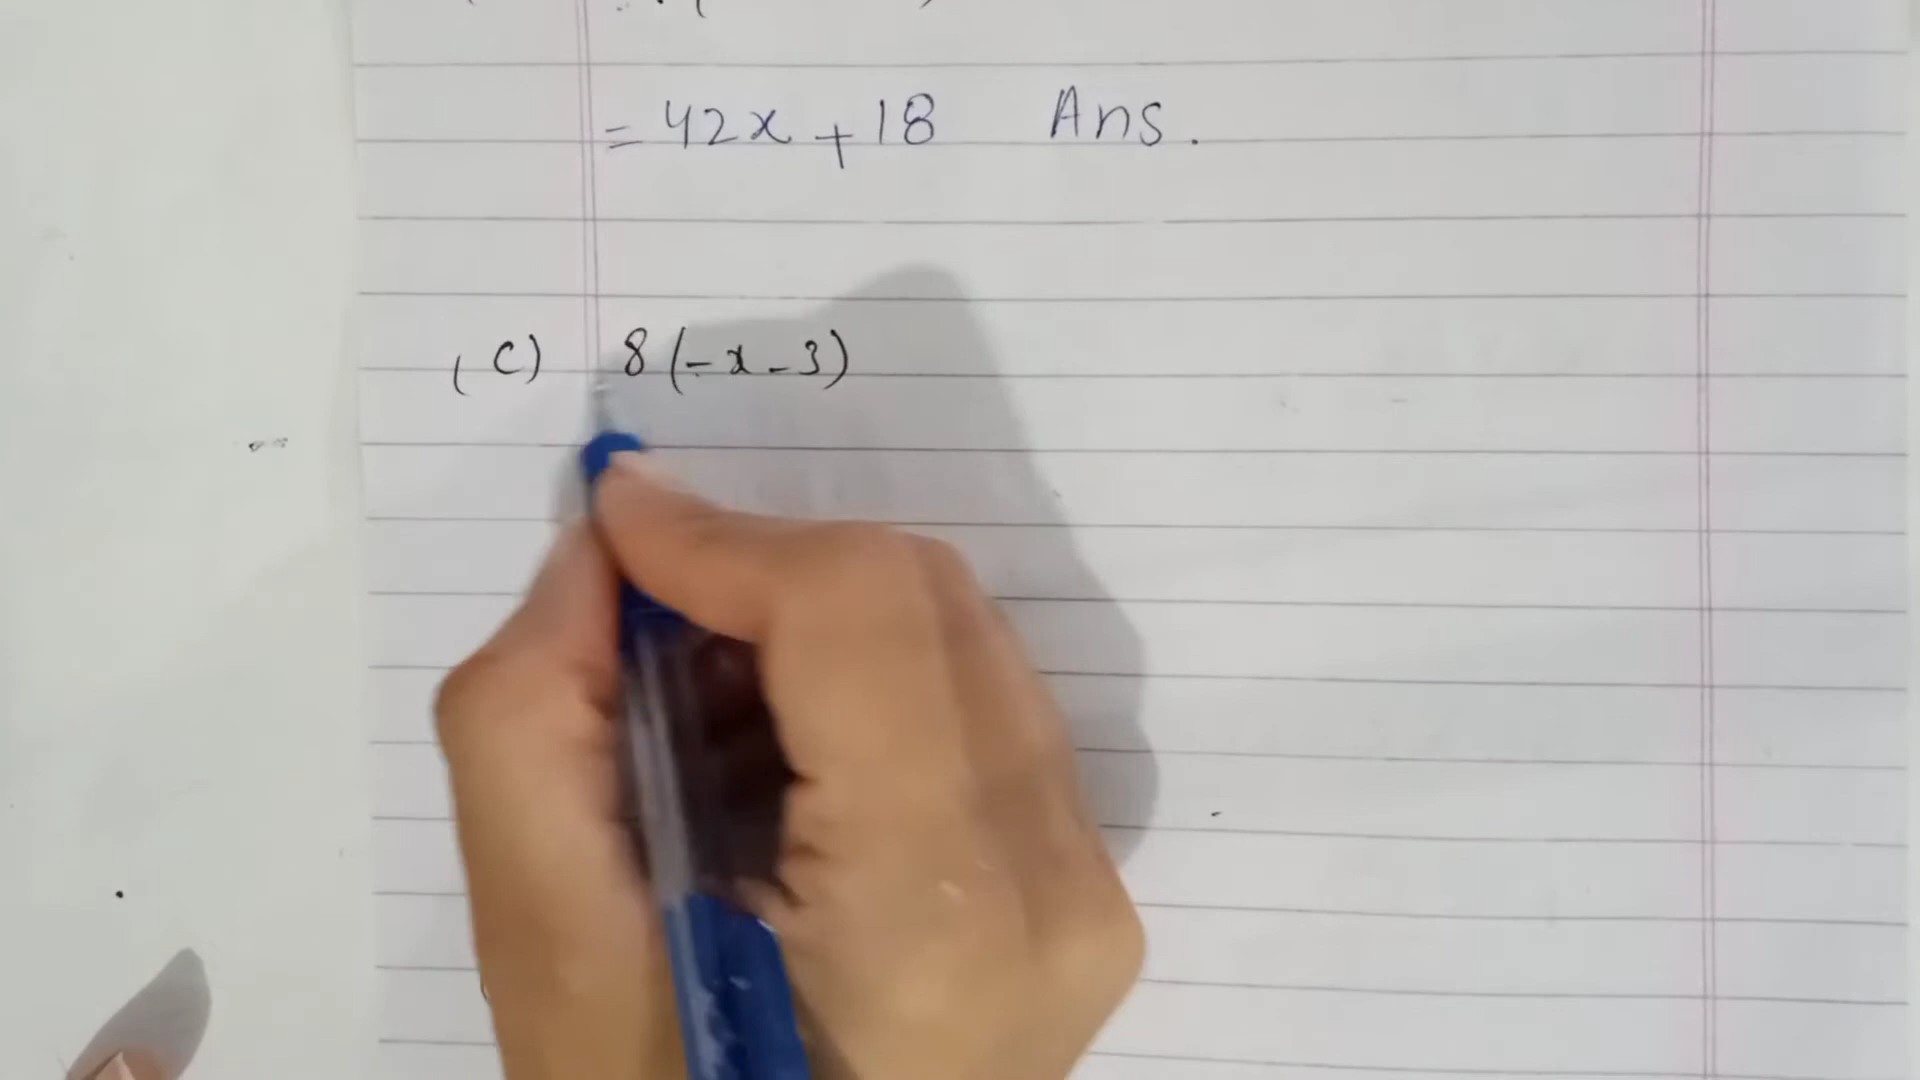 = 42x + 18 Ans.
(C) 8(-x-3)